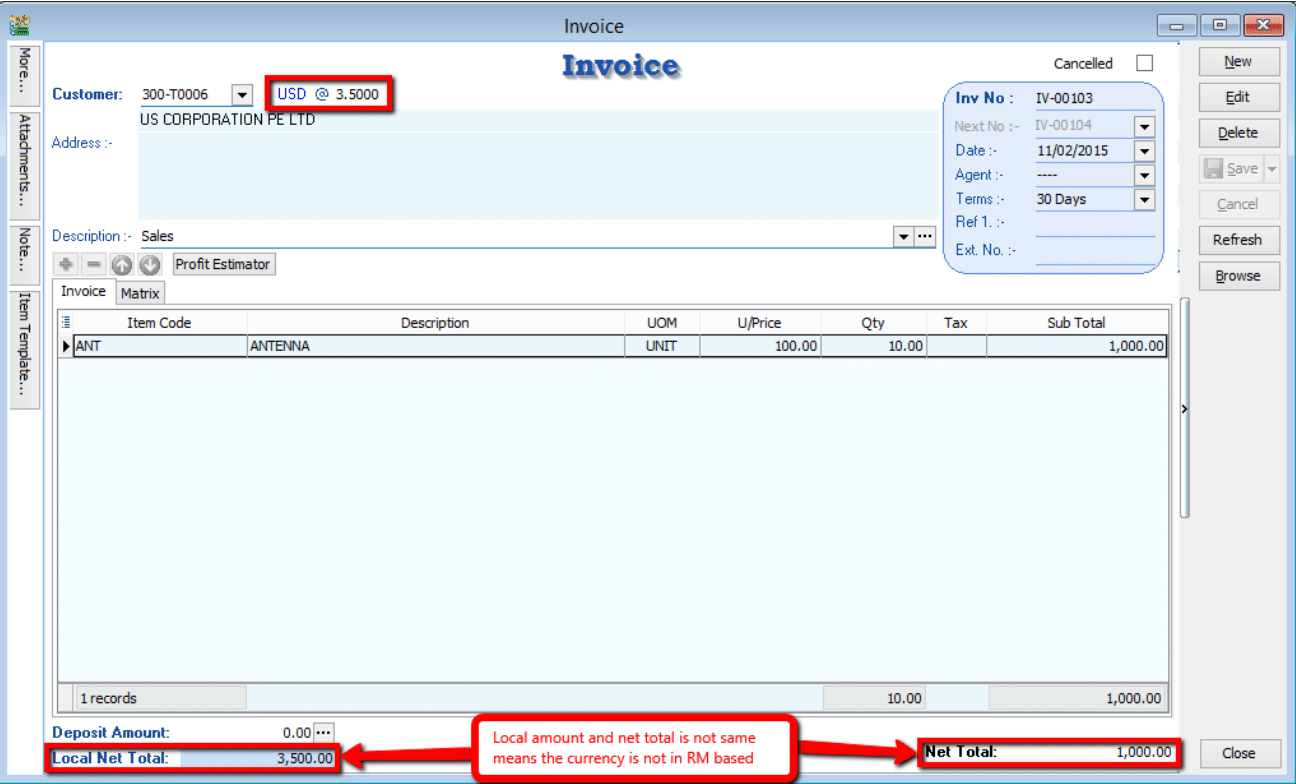 Invoice
More...
Attachments...
Note...
Item Template...
Invoice
Cancelled
Customer: 300-T0006 USD @ 3.5000
US CORPORATION PE LTD
Address :-
Inv No : IV-00103
Next No :- IV-00104
Date :- 11/02/2015
Agent :- ----
Terms :- 30 Days
Ref 1. :-
Ext. No. :-
Description :- Sales
Profit Estimator
Invoice Matrix
Item Code Description UOM U/Price Qty Tax Sub Total
ANT ANTENNA UNIT 100.00 10.00 1,000.00
1 records 10.00 1,000.00
Deposit Amount: 0.00
Local Net Total: 3,500.00
Local amount and net total is not same
means the currency is not in RM based
Net Total: 1,000.00
New
Edit
Delete
Save
Cancel
Refresh
Browse
Close